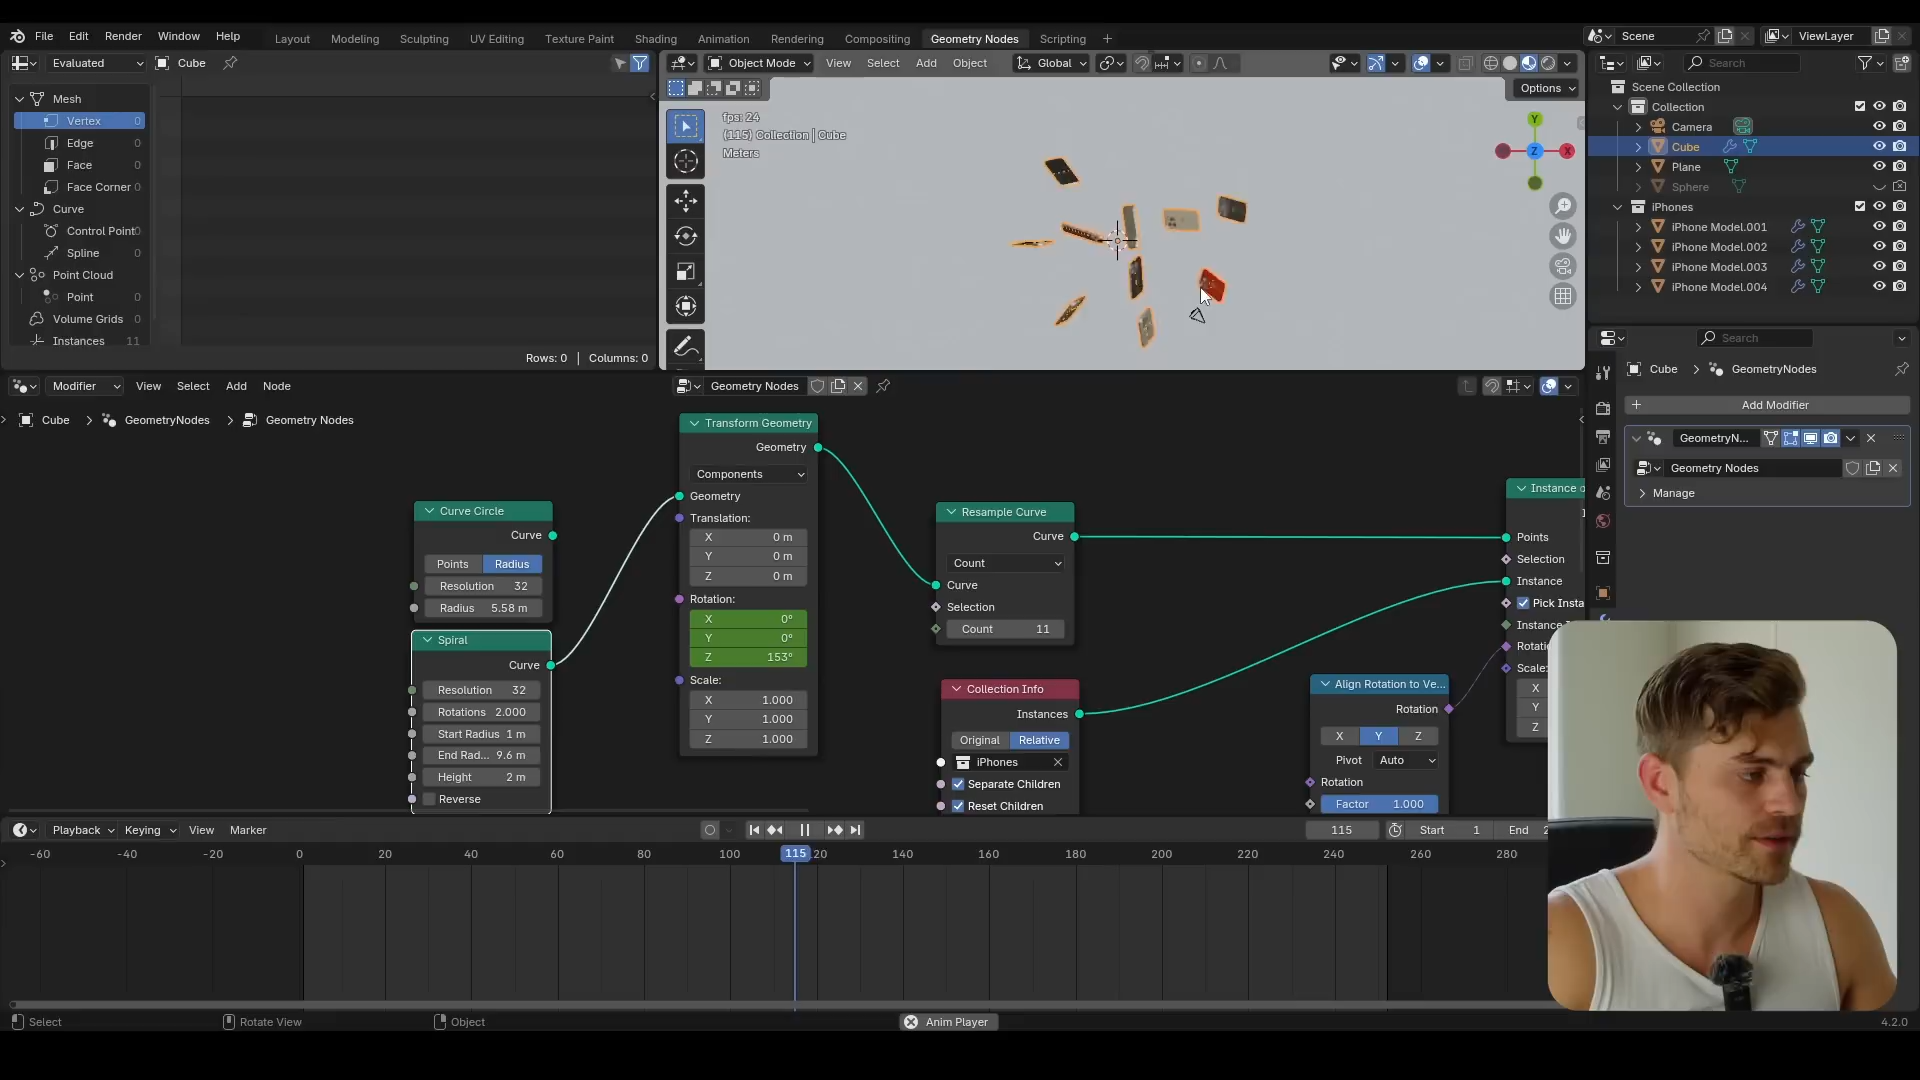 File Edit Render Window Help Layout Modeling Sculpting UV Editing Texture Paint Shading Animation Rendering Compositing Geometry Nodes Scripting + Scene ViewLayer
Evaluated Cube
Object Mode View Select Add Object Global
Search
Options
Mesh
Vertex 0
Edge 0
Face 0
Face Corner 0
Curve
Control Point 0
Spline 0
Point Cloud
Point 0
Volume Grids 0
Instances 11
Rows: 0 | Columns: 0
fps: 24
(115) Collection | Cube
Meters
Y
Z
X
Scene Collection
Collection
Camera
Cube
Plane
Sphere
iPhones
iPhone Model.001
iPhone Model.002
iPhone Model.003
iPhone Model.004
Search
Cube > GeometryNodes
+ Add Modifier
GeometryN...
Geometry Nodes
Manage
Modifier View Select Add Node Geometry Nodes
Cube > GeometryNodes > Geometry Nodes
Curve Circle
Curve
Points Radius
Resolution 32
Radius 5.58 m
Spiral
Curve
Resolution 32
Rotations 2.000
Start Radius 1 m
End Rad... 9.6 m
Height 2 m
Reverse
Transform Geometry
Geometry
Components
Geometry
Translation:
X 0 m
Y 0 m
Z 0 m
Rotation:
X 0°
Y 0°
Z 153°
Scale:
X 1.000
Y 1.000
Z 1.000
Resample Curve
Curve
Count
Curve
Selection
Count 11
Collection Info
Instances
Original Relative
iPhones
Separate Children
Reset Children
Align Rotation to Ve...
Rotation
X Y Z
Pivot Auto
Rotation
Factor 1.000
Instance
Points
Selection
Instance
Pick Insta
Instance
Rotati
Scale:
X
Y
Z
Playback Keying View Marker 115 Start 1 End 2
-60 -40 -20 0 20 40 60 80 100 115 20 140 160 180 200 220 240 260 280
Select Rotate View Object Anim Player 4.2.0